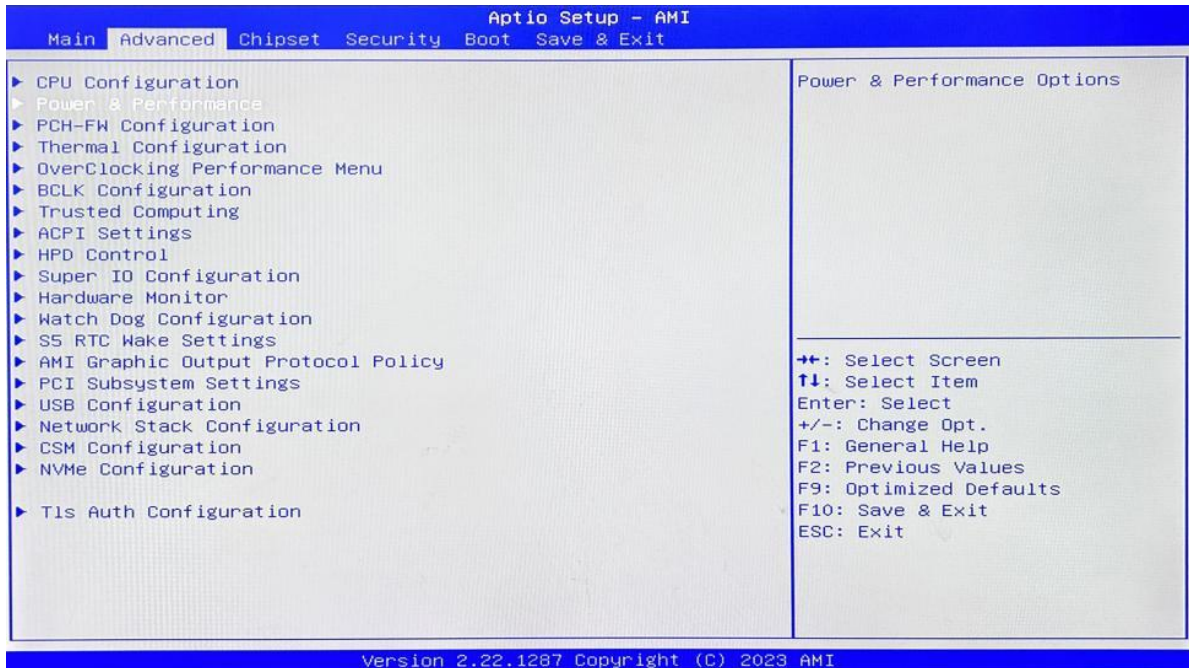 Aptio Setup – AMI
Main Advanced Chipset Security Boot Save & Exit
▶ CPU Configuration
▶ Power & Performance
▶ PCH-FW Configuration
▶ Thermal Configuration
▶ OverClocking Performance Menu
▶ BCLK Configuration
▶ Trusted Computing
▶ ACPI Settings
▶ HPD Control
▶ Super IO Configuration
▶ Hardware Monitor
▶ Watch Dog Configuration
▶ S5 RTC Wake Settings
▶ AMI Graphic Output Protocol Policy
▶ PCI Subsystem Settings
▶ USB Configuration
▶ Network Stack Configuration
▶ CSM Configuration
▶ NVMe Configuration
▶ Tls Auth Configuration
Power & Performance Options
→←: Select Screen
↑↓: Select Item
Enter: Select
+/-: Change Opt.
F1: General Help
F2: Previous Values
F9: Optimized Defaults
F10: Save & Exit
ESC: Exit
Version 2.22.1287 Copyright (C) 2023 AMI